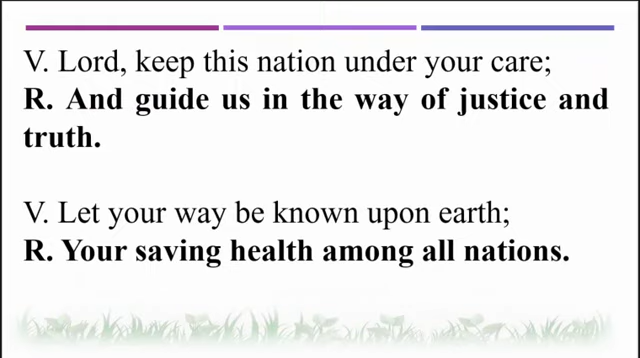 V. Lord, keep this nation under your care;
R. And guide us in the way of justice and
truth.
V. Let your way be known upon earth;
R. Your saving health among all nations.